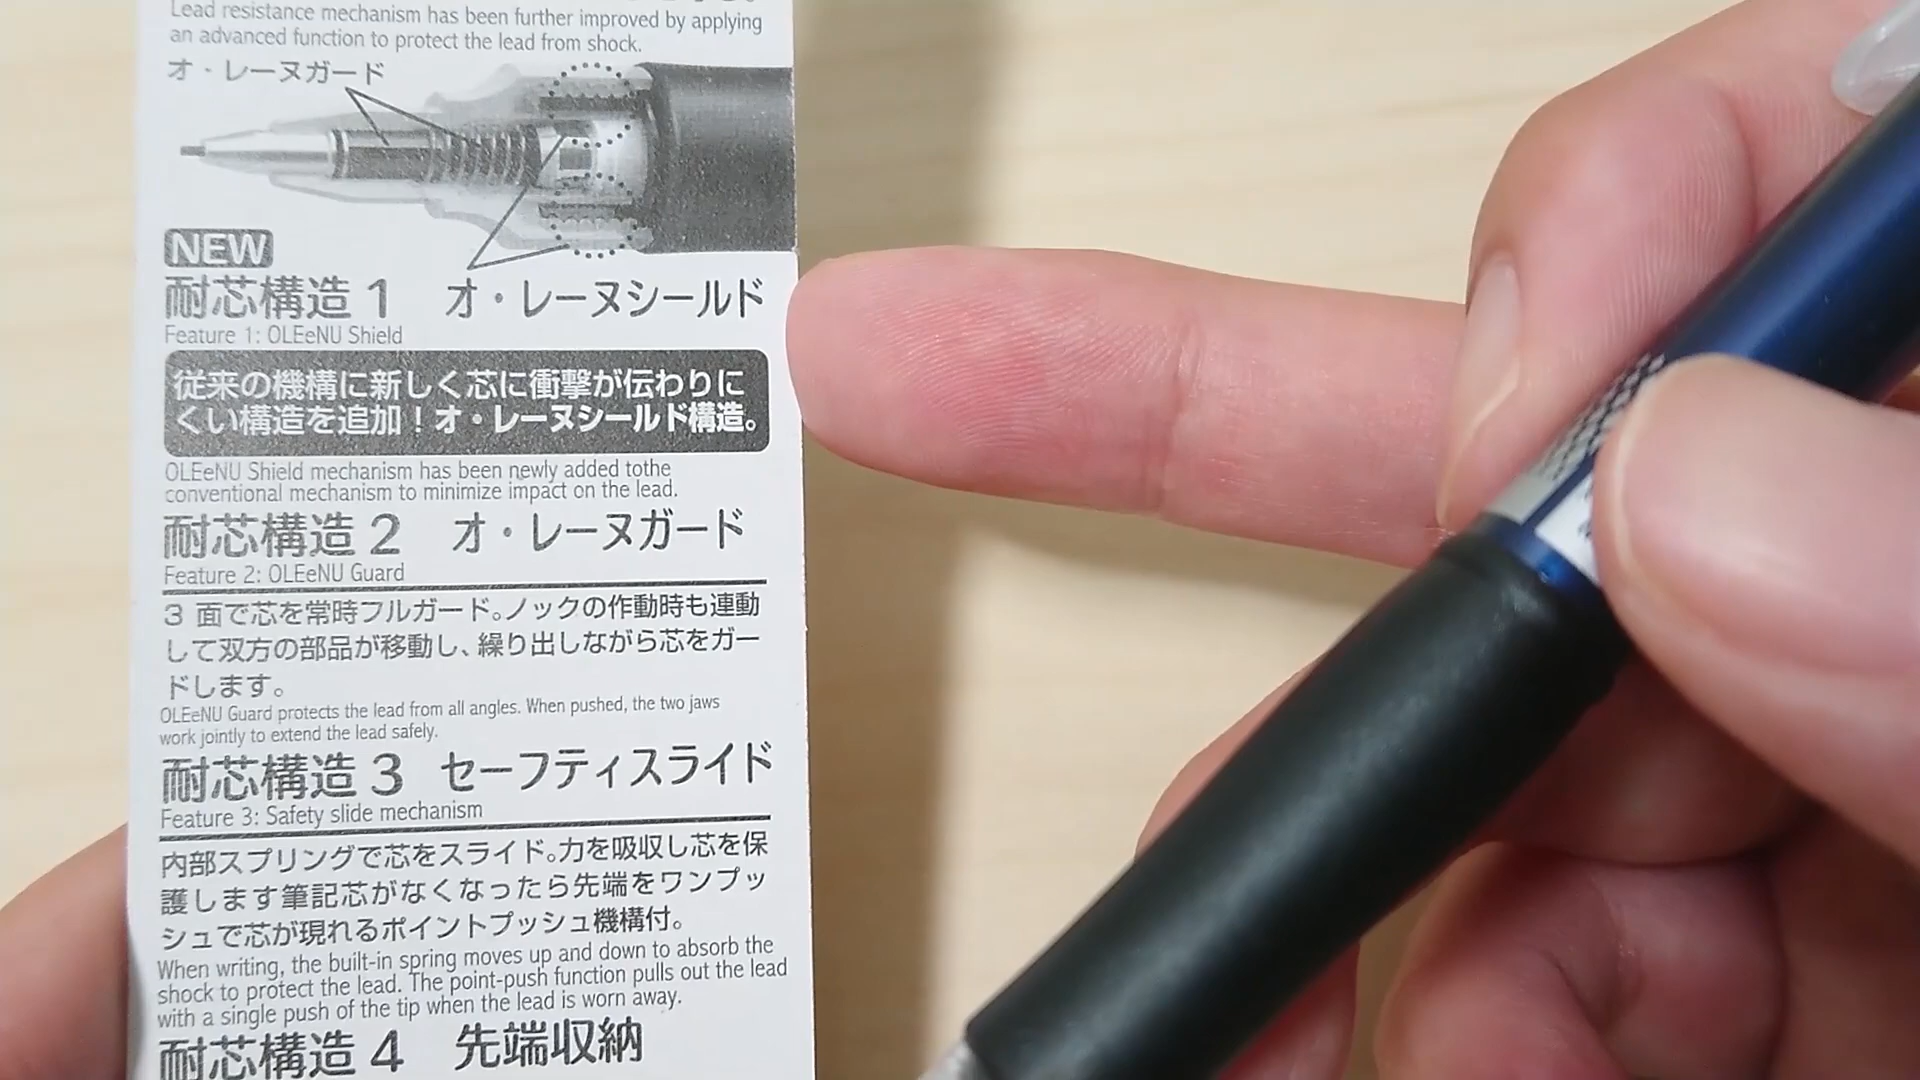 Lead resistance mechanism has been further improved by applying
an advanced function to protect the lead from shock.
オ・レーヌガード
NEW
耐芯構造 1 オ・レーヌシールド
Feature 1: OLEeNU Shield
従来の機構に新しく芯に衝撃が伝わりに
くい構造を追加！オ・レーヌシールド構造。
OLEeNU Shield mechanism has been newly added tothe
conventional mechanism to minimize impact on the lead.
耐芯構造 2 オ・レーヌガード
Feature 2: OLEeNU Guard
3 面で芯を常時フルガード。ノックの作動時も連動
して双方の部品が移動し、繰り出しながら芯をガー
ドします。
OLEeNU Guard protects the lead from all angles. When pushed, the two jaws
work jointly to extend the lead safely.
耐芯構造 3 セーフティスライド
Feature 3: Safety slide mechanism
内部スプリングで芯をスライド。力を吸収し芯を保
護します筆記芯がなくなったら先端をワンプッ
シュで芯が現れるポイントプッシュ機構付。
When writing, the built-in spring moves up and down to absorb the
shock to protect the lead. The point-push function pulls out the lead
with a single push of the tip when the lead is worn away.
耐芯構造 4 先端収納